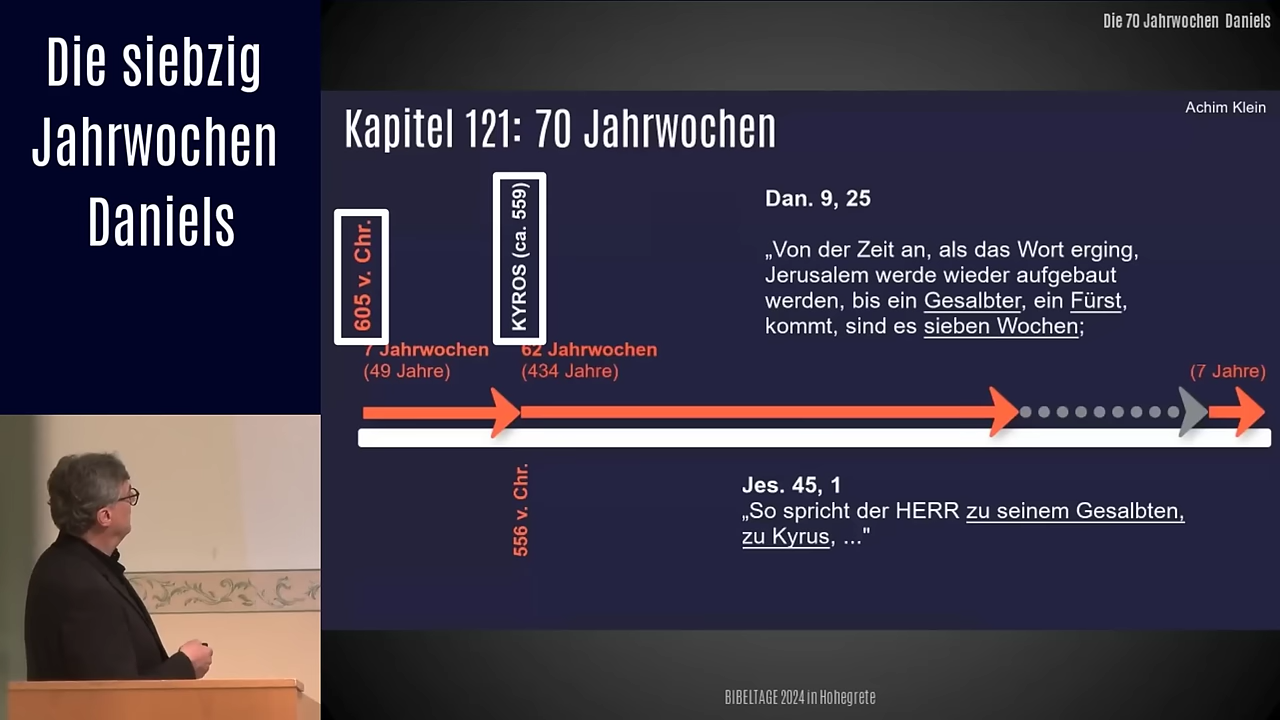 Die siebzig
Jahrwochen
Daniels
Die 70 Jahrwochen Daniels
Achim Klein
Kapitel 121: 70 Jahrwochen
605 v. Chr.
KYROS (ca. 559)
Dan. 9, 25
„Von der Zeit an, als das Wort erging,
Jerusalem werde wieder aufgebaut
werden, bis ein Gesalbter, ein Fürst,
kommt, sind es sieben Wochen;
7 Jahrwochen
(49 Jahre)
62 Jahrwochen
(434 Jahre)
(7 Jahre)
556 v. Chr.
Jes. 45, 1
„So spricht der HERR zu seinem Gesalbten,
zu Kyrus, ..."
BIBELTAGE 2024 in Hohegrete